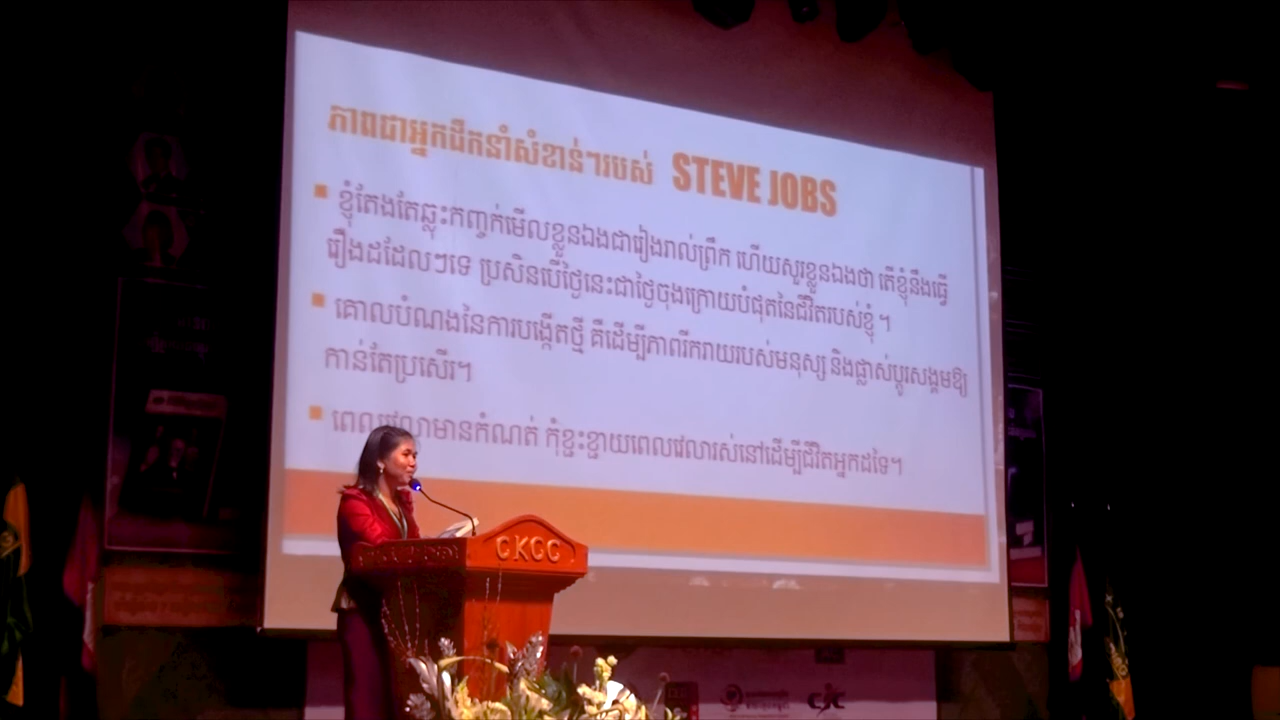 ភាពជាអ្នកដឹកនាំសំខាន់ៗរបស់ STEVE JOBS
ខ្ញុំតែងតែឆ្លុះកញ្ចក់មើលខ្លួនឯងជារៀងរាល់ព្រឹក ហើយសួរខ្លួនឯងថា តើខ្ញុំនឹងធ្វើ
រឿងដដែលៗទេ ប្រសិនបើថ្ងៃនេះជាថ្ងៃចុងក្រោយបំផុតនៃជីវិតរបស់ខ្ញុំ ។
គោលបំណងនៃការបង្កើតថ្មី គឺដើម្បីភាពរីករាយរបស់មនុស្ស និងផ្លាស់ប្តូរសង្គមឱ្យ
កាន់តែប្រសើរ។
ពេលវេលាមានកំណត់ កុំខ្ជះខ្ជាយពេលវេលារស់នៅដើម្បីជីវិតអ្នកដទៃ។
CKCC
CJC